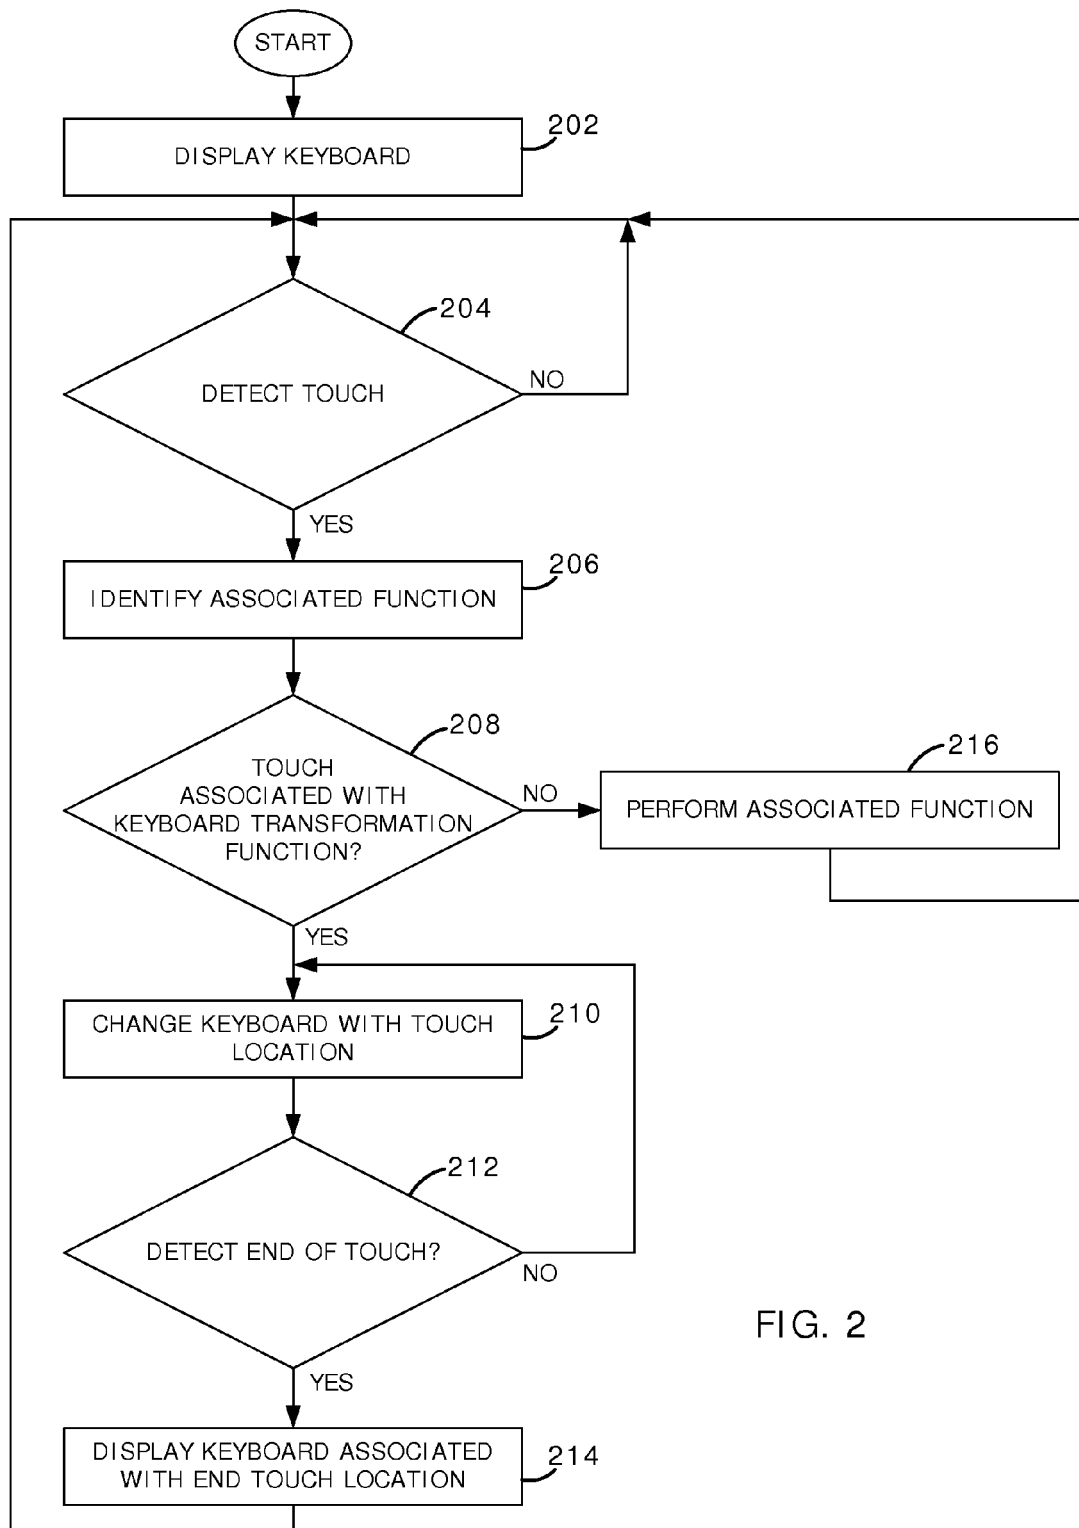 START
202
DISPLAY KEYBOARD
204
DETECT TOUCH
NO
YES
206
IDENTIFY ASSOCIATED FUNCTION
208
216
TOUCH
ASSOCIATED WITH
KEYBOARD TRANSFORMATION
FUNCTION?
NO
PERFORM ASSOCIATED FUNCTION
YES
210
CHANGE KEYBOARD WITH TOUCH
LOCATION
212
DETECT END OF TOUCH?
NO
FIG. 2
YES
DISPLAY KEYBOARD ASSOCIATED
WITH END TOUCH LOCATION
214